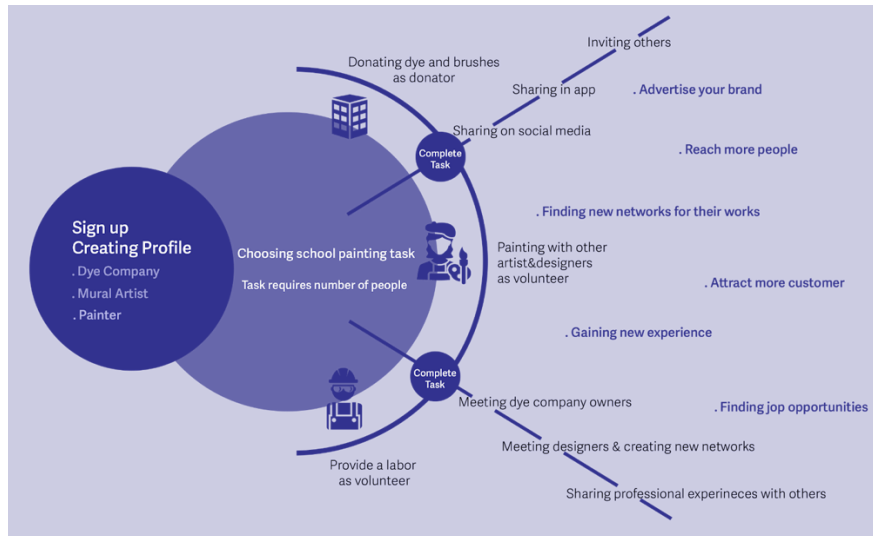 Sign up
Creating Profile
. Dye Company
. Mural Artist
. Painter
Choosing school painting task
Task requires number of people
Donating dye and brushes
as donator
Complete
Task
Painting with other
artist&designers
as volunteer
Complete
Task
Provide a labor
as volunteer
Inviting others
Sharing in app
Sharing on social media
. Advertise your brand
. Reach more people
. Finding new networks for their works
. Attract more customer
. Gaining new experience
. Finding jop opportunities
Meeting dye company owners
Meeting designers & creating new networks
Sharing professional experineces with others